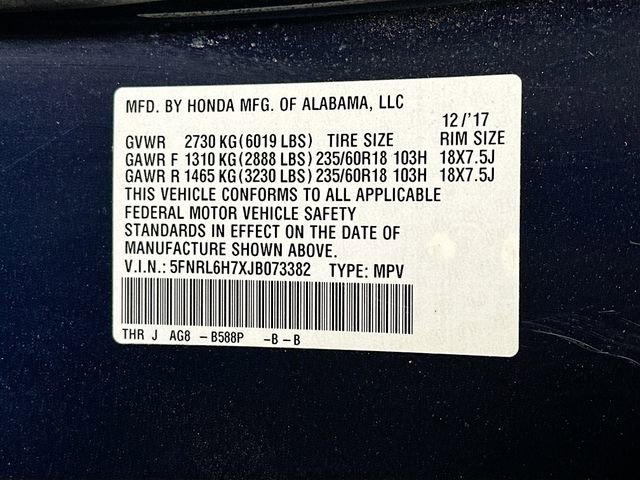 MFD. BY HONDA MFG. OF ALABAMA, LLC
12/'17
GVWR 2730 KG(6019 LBS) TIRE SIZE RIM SIZE
GAWR F 1310 KG(2888 LBS) 235/60R18 103H 18X7.5J
GAWR R 1465 KG(3230 LBS) 235/60R18 103H 18X7.5J
THIS VEHICLE CONFORMS TO ALL APPLICABLE
FEDERAL MOTOR VEHICLE SAFETY
STANDARDS IN EFFECT ON THE DATE OF
MANUFACTURE SHOWN ABOVE.
V.I.N.: 5FNRL6H7XJB073382 TYPE: MPV
THR J AG8 – B588P –B – B